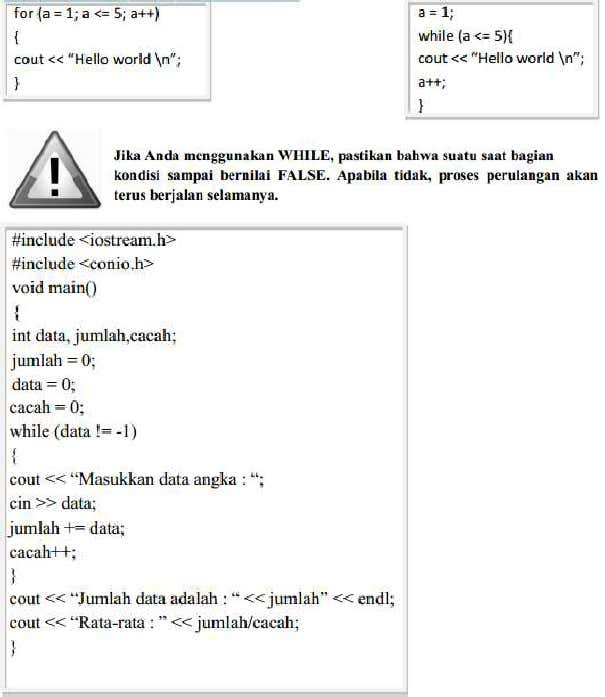 for (a = 1; a <= 5; a++)
{
cout << “Hello world \n”;
}
a = 1;
while (a <= 5){
cout << “Hello world \n”;
a++;
}
Jika Anda menggunakan WHILE, pastikan bahwa suatu saat bagian
kondisi sampai bernilai FALSE. Apabila tidak, proses perulangan akan
terus berjalan selamanya.
#include <iostream.h>
#include <conio.h>
void main()
{
int data, jumlah,cacah;
jumlah = 0;
data = 0;
cacah = 0;
while (data != -1)
{
cout << “Masukkan data angka : “;
cin >> data;
jumlah += data;
cacah++;
}
cout << “Jumlah data adalah : “ << jumlah” << endl;
cout << “Rata-rata : ” << jumlah/cacah;
}